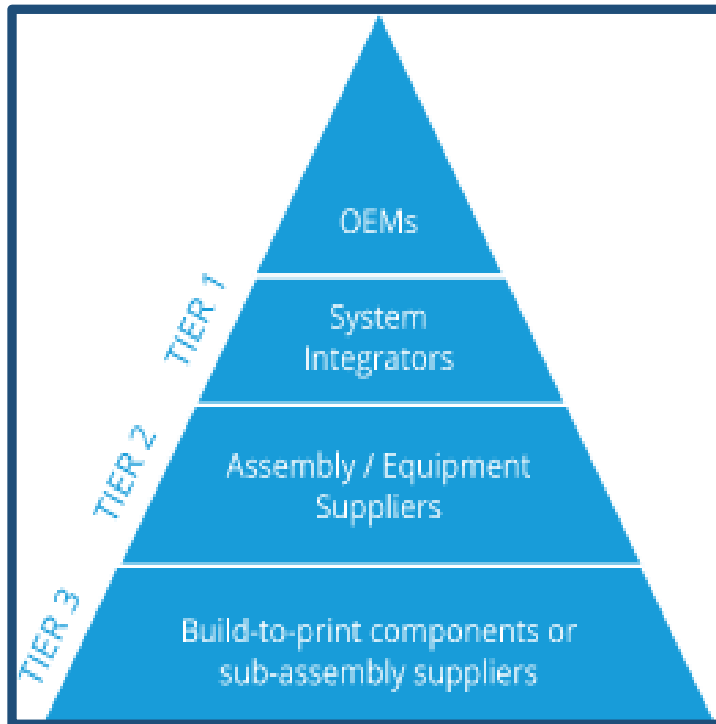 OEMs
TIER 1
System
Integrators
TIER 2
Assembly / Equipment
Suppliers
TIER 3
Build-to-print components or
sub-assembly suppliers